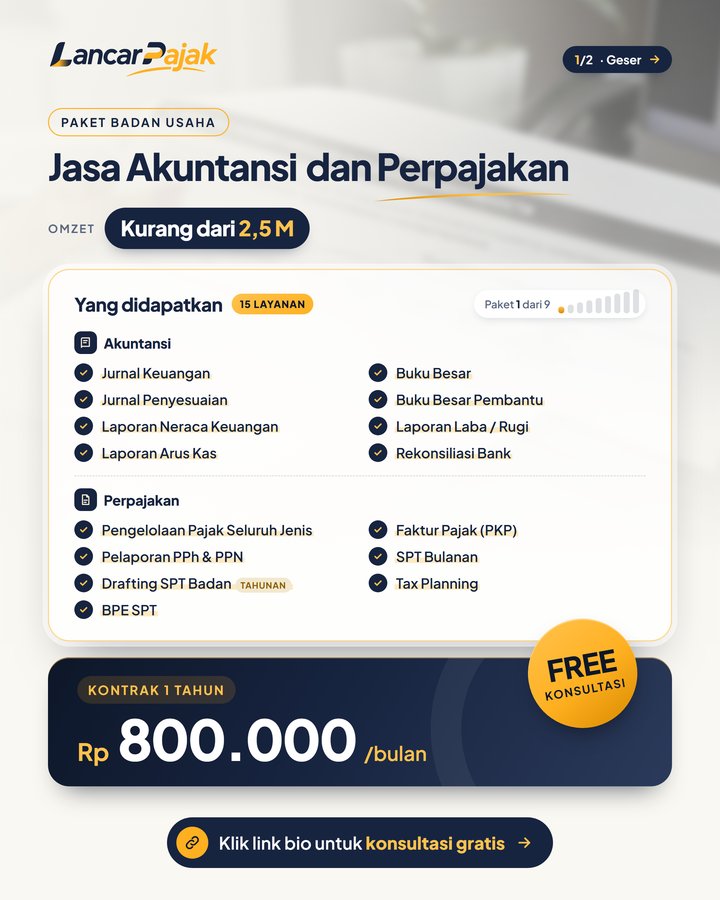 LancarPajak
1/2 · Geser →
PAKET BADAN USAHA
Jasa Akuntansi dan Perpajakan
OMZET Kurang dari 2,5 M
Yang didapatkan 15 LAYANAN
Paket 1 dari 9
Akuntansi
Jurnal Keuangan
Buku Besar
Jurnal Penyesuaian
Buku Besar Pembantu
Laporan Neraca Keuangan
Laporan Laba / Rugi
Laporan Arus Kas
Rekonsiliasi Bank
Perpajakan
Pengelolaan Pajak Seluruh Jenis
Faktur Pajak (PKP)
Pelaporan PPh & PPN
SPT Bulanan
Drafting SPT Badan TAHUNAN
Tax Planning
BPE SPT
FREE
KONSULTASI
KONTRAK 1 TAHUN
Rp 800.000 /bulan
Klik link bio untuk konsultasi gratis →